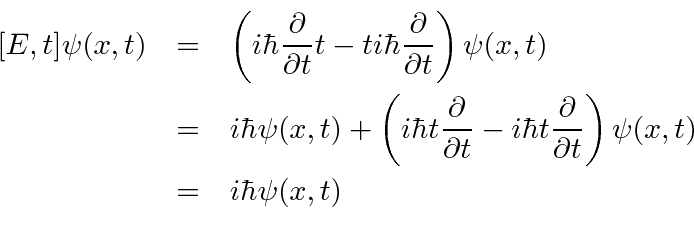 [E, t]ψ(x, t) = (iħ ∂/∂t t − tiħ ∂/∂t) ψ(x, t)
= iħψ(x, t) + (iħt ∂/∂t − iħt ∂/∂t) ψ(x, t)
= iħψ(x, t)